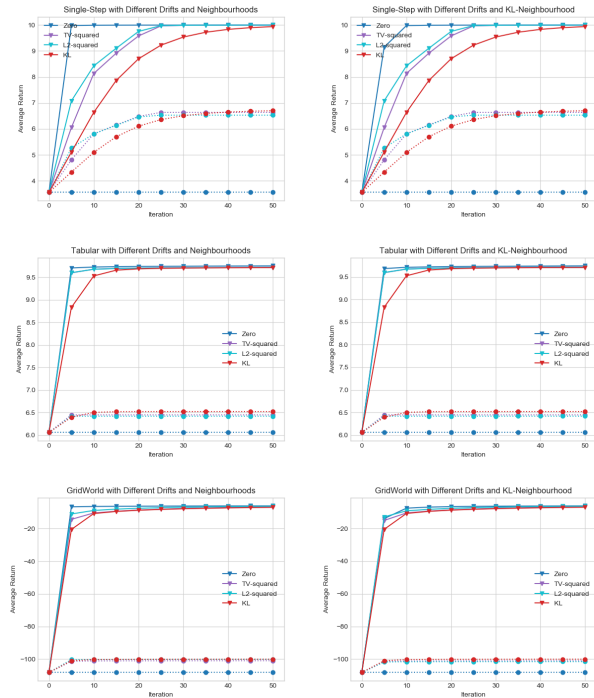 Single-Step with Different Drifts and Neighbourhoods
Average Return
10
9
8
7
6
5
4
Zero
TV-squared
L2-squared
KL
0 10 20 30 40 50
Iteration
Single-Step with Different Drifts and KL-Neighbourhood
Average Return
10
9
8
7
6
5
4
Zero
TV-squared
L2-squared
KL
0 10 20 30 40 50
Iteration
Tabular with Different Drifts and Neighbourhoods
Average Return
9.5
9.0
8.5
8.0
7.5
7.0
6.5
6.0
Zero
TV-squared
L2-squared
KL
0 10 20 30 40 50
Iteration
Tabular with Different Drifts and KL-Neighbourhood
Average Return
9.5
9.0
8.5
8.0
7.5
7.0
6.5
6.0
Zero
TV-squared
L2-squared
KL
0 10 20 30 40 50
Iteration
GridWorld with Different Drifts and Neighbourhoods
Average Return
−20
−40
−60
−80
−100
Zero
TV-squared
L2-squared
KL
0 10 20 30 40 50
Iteration
GridWorld with Different Drifts and KL-Neighbourhood
Average Return
−20
−40
−60
−80
−100
Zero
TV-squared
L2-squared
KL
0 10 20 30 40 50
Iteration